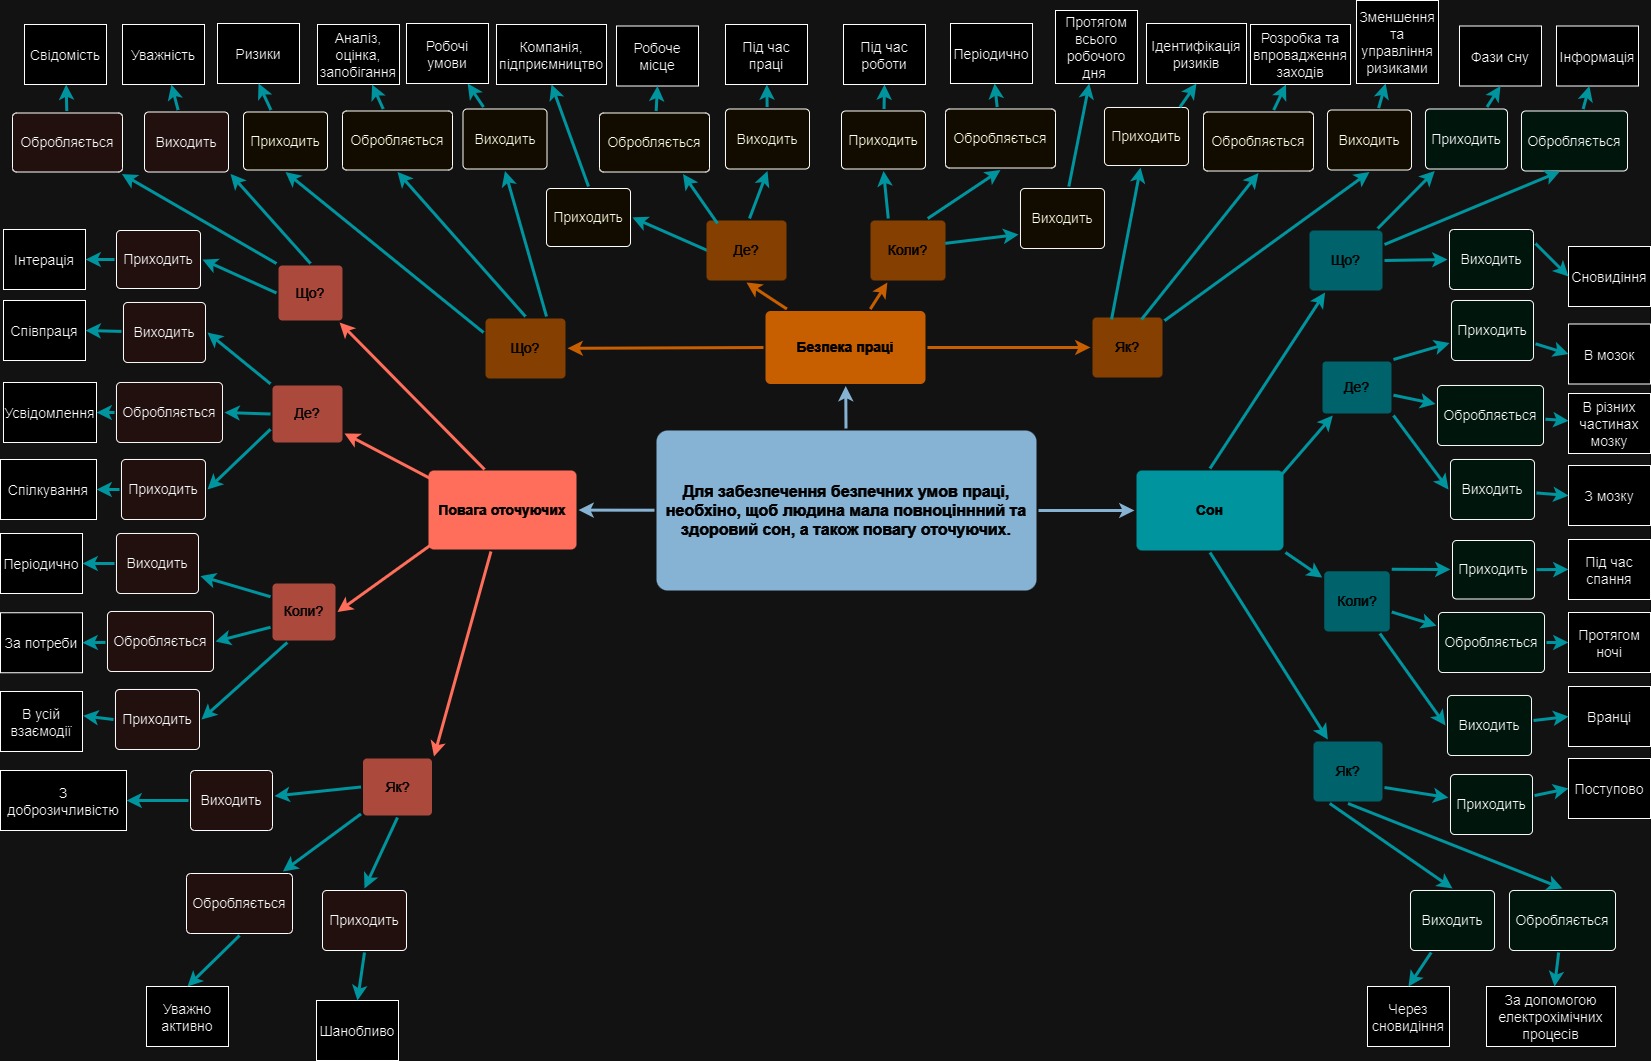 Свідомість
Уважність
Ризики
Аналіз,
оцінка,
запобігання
Робочі
умови
Компанія,
підприємництво
Робоче
місце
Під час
праці
Під час
роботи
Періодично
Протягом
всього
робочого
дня
Ідентифікація
ризиків
Розробка та
впровадження
заходів
Зменшення
та
управління
ризиками
Фази сну
Інформація
Обробляється
Виходить
Приходить
Обробляється
Виходить
Обробляється
Виходить
Приходить
Обробляється
Приходить
Обробляється
Виходить
Приходить
Обробляється
Приходить
Виходить
Інтерація
Приходить
Що?
Де?
Коли?
Що?
Виходить
Сновидіння
Співпраця
Виходить
Що?
Безпека праці
Як?
Приходить
В мозок
Усвідомлення
Обробляється
Де?
Де?
Обробляється
В різних
частинах
мозку
Спілкування
Приходить
Повага оточуючих
Для забезпечення безпечних умов праці,
необхіно, щоб людина мала повноціннний та
здоровий сон, а також повагу оточуючих.
Сон
Виходить
З мозку
Періодично
Виходить
Коли?
Коли?
Приходить
Під час
спання
За потреби
Обробляється
Обробляється
Протягом
ночі
В усій
взаємодії
Приходить
Виходить
Вранці
З
доброзичливістю
Виходить
Як?
Як?
Приходить
Поступово
Обробляється
Приходить
Виходить
Обробляється
Уважно
активно
Шанобливо
Через
сновидіння
За допомогою
електрохімічних
процесів